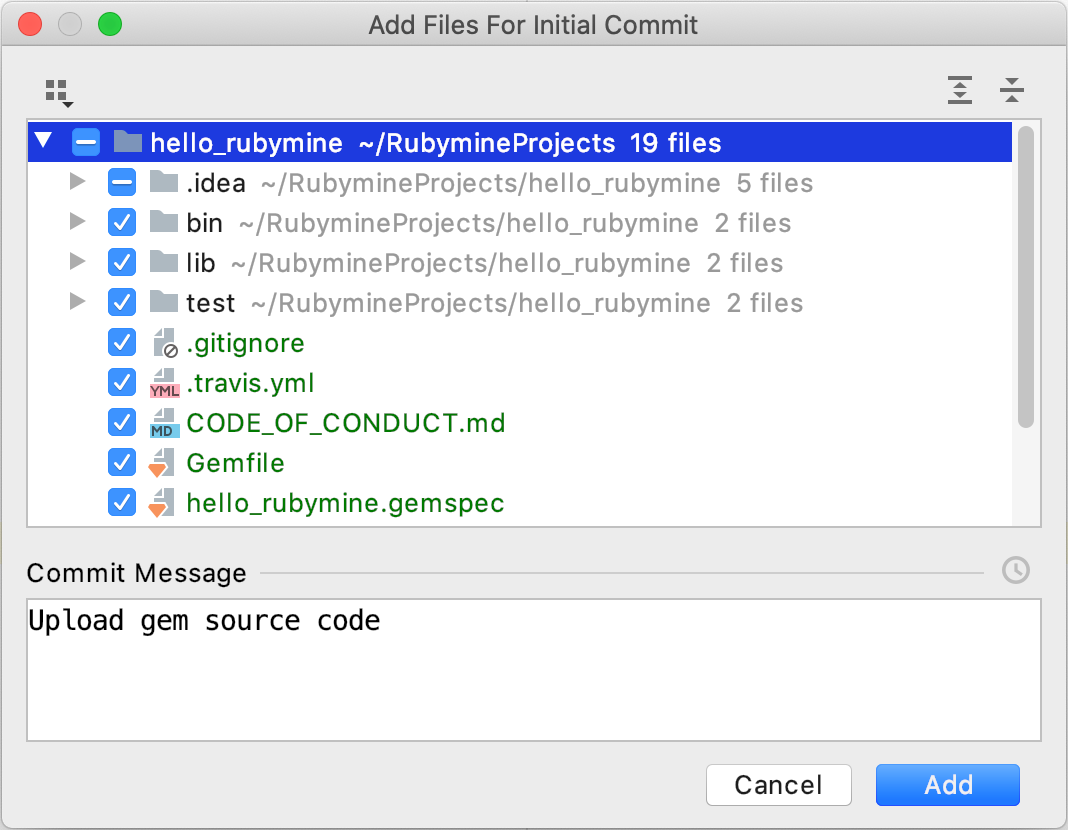 Add Files For Initial Commit
hello_rubymine ~/RubymineProjects 19 files
.idea ~/RubymineProjects/hello_rubymine 5 files
bin ~/RubymineProjects/hello_rubymine 2 files
lib ~/RubymineProjects/hello_rubymine 2 files
test ~/RubymineProjects/hello_rubymine 2 files
.gitignore
YML .travis.yml
MD CODE_OF_CONDUCT.md
Gemfile
hello_rubymine.gemspec
Commit Message
Upload gem source code
Cancel Add